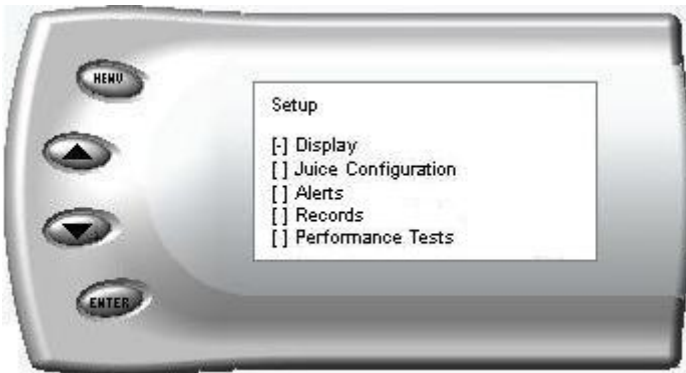 MENU
Setup
[-] Display
[ ] Juice Configuration
[ ] Alerts
[ ] Records
[ ] Performance Tests
ENTER